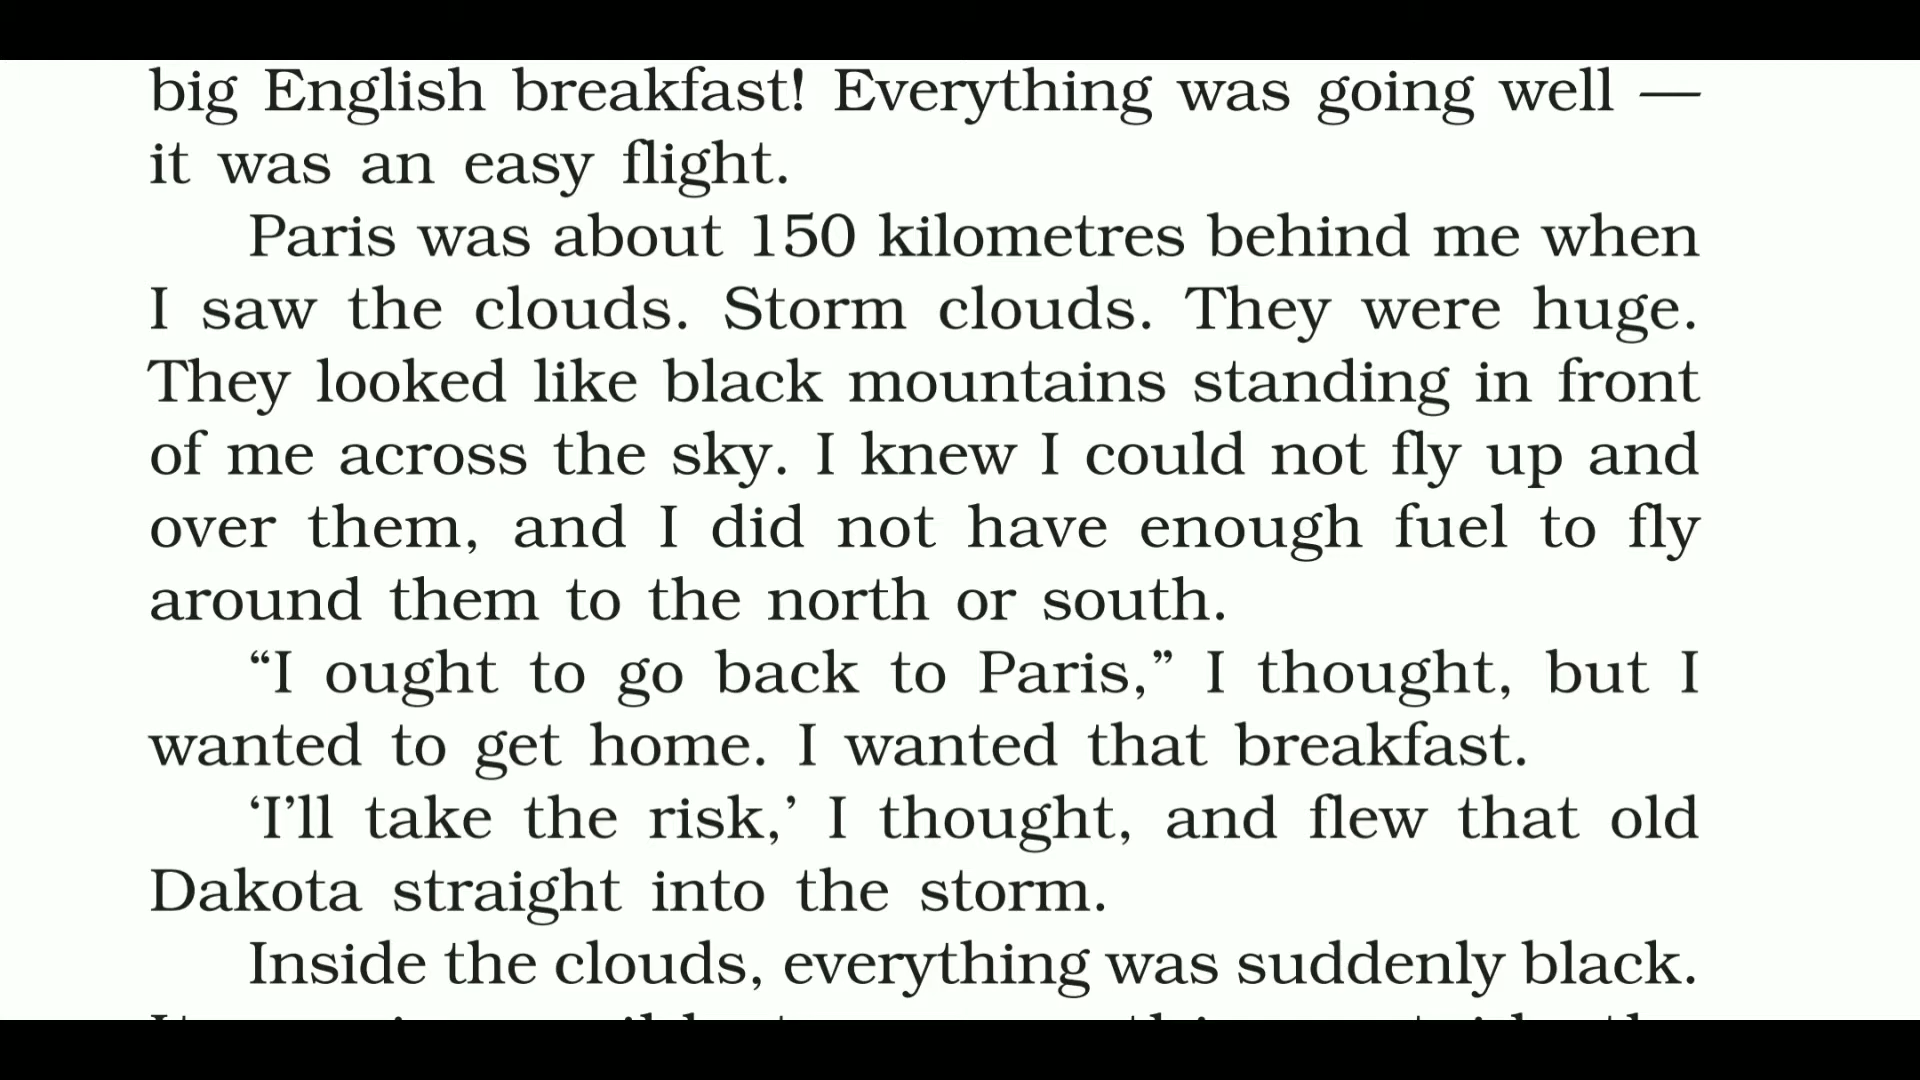 big English breakfast! Everything was going well —
it was an easy flight.
Paris was about 150 kilometres behind me when
I saw the clouds. Storm clouds. They were huge.
They looked like black mountains standing in front
of me across the sky. I knew I could not fly up and
over them, and I did not have enough fuel to fly
around them to the north or south.
“I ought to go back to Paris,” I thought, but I
wanted to get home. I wanted that breakfast.
‘I’ll take the risk,’ I thought, and flew that old
Dakota straight into the storm.
Inside the clouds, everything was suddenly black.